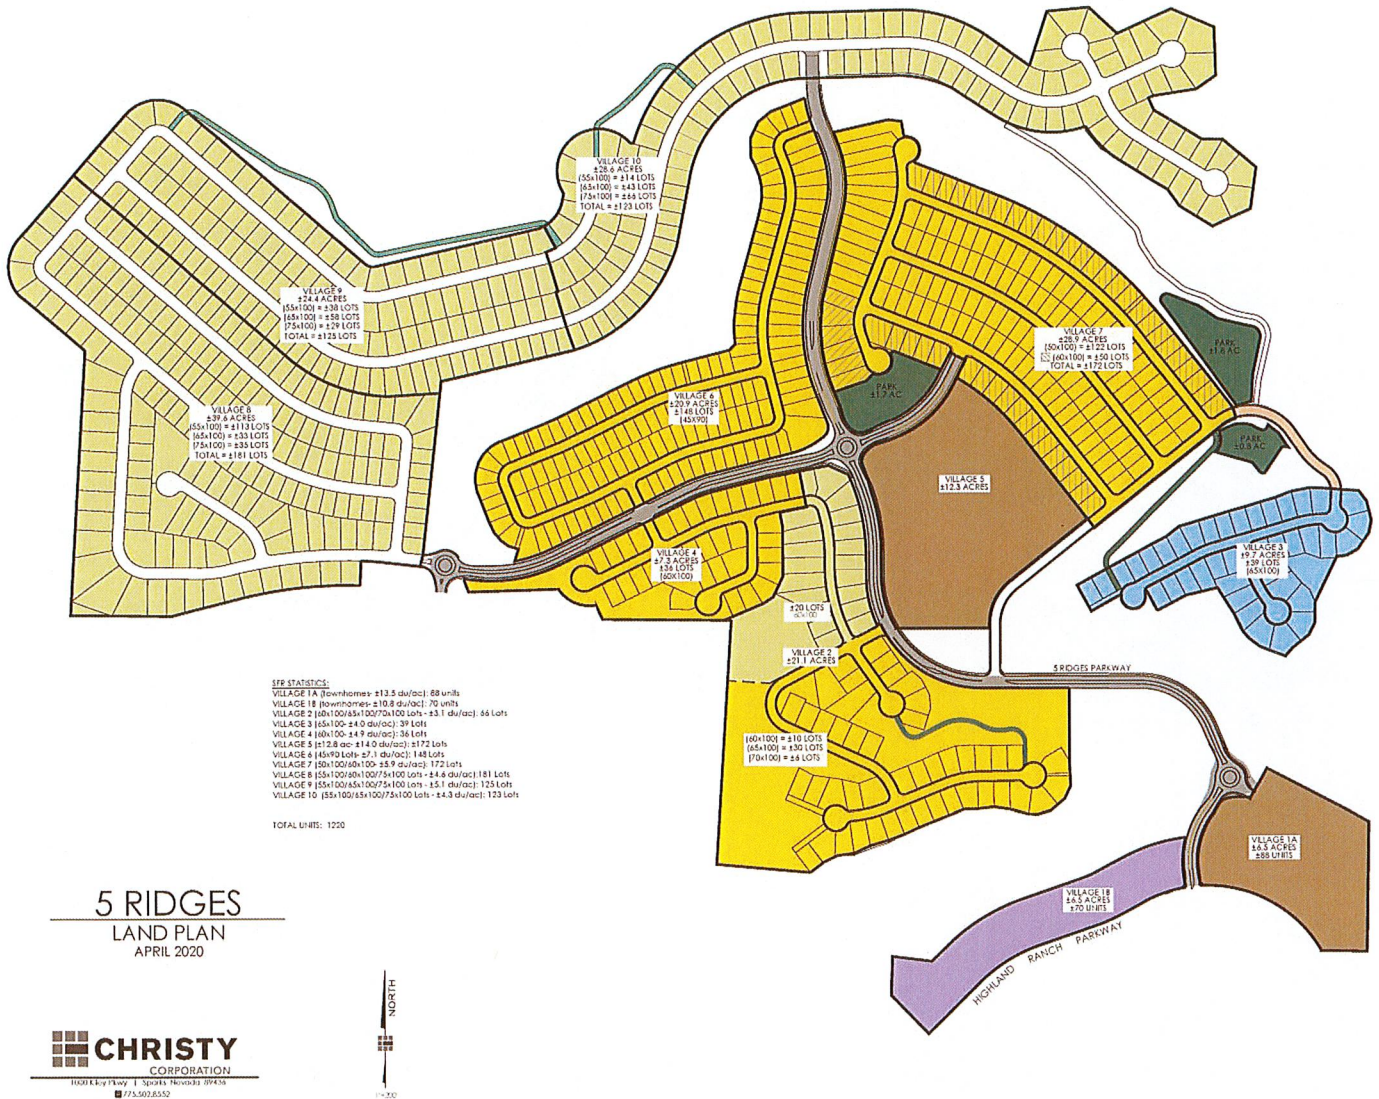 VILLAGE 10
±28.6 ACRES
(55x100) = ±14 LOTS
(65x100) = ±43 LOTS
(75x100) = ±66 LOTS
TOTAL = ±123 LOTS
VILLAGE 9
±24.4 ACRES
(55x100) = ±38 LOTS
(65x100) = ±58 LOTS
(75x100) = ±29 LOTS
TOTAL = ±125 LOTS
VILLAGE 7
±28.9 ACRES
(50x100) = ±122 LOTS
(60x100) = ±50 LOTS
TOTAL = ±172 LOTS
PARK
±1.6 AC
PARK
±1.7 AC
VILLAGE 6
±20.9 ACRES
±148 LOTS
(45X90)
VILLAGE 8
±39.6 ACRES
(55x100) = ±113 LOTS
(65x100) = ±33 LOTS
(75x100) = ±35 LOTS
TOTAL = ±181 LOTS
PARK
±0.8 AC
VILLAGE 5
±12.3 ACRES
VILLAGE 4
±7.3 ACRES
±36 LOTS
(60X100)
VILLAGE 3
±9.7 ACRES
±39 LOTS
(65X100)
±20 LOTS
60x100
VILLAGE 2
±21.1 ACRES
5 RIDGES PARKWAY
(60x100) = ±10 LOTS
(65x100) = ±30 LOTS
(70x100) = ±6 LOTS
SFR STATISTICS:
VILLAGE 1A (townhomes- ±13.5 du/ac): 88 units
VILLAGE 1B (townhomes- ±10.8 du/ac): 70 units
VILLAGE 2 (60x100/65x100/70x100 Lots - ±3.1 du/ac): 66 Lots
VILLAGE 3 (65x100- ±4.0 du/ac): 39 Lots
VILLAGE 4 (60x100- ±4.9 du/ac): 36 Lots
VILLAGE 5 (±12.8 ac- ±14.0 du/ac): ±172 Lots
VILLAGE 6 (45x90 Lots- ±7.1 du/ac): 148 Lots
VILLAGE 7 (50x100/60x100- ±5.9 du/ac): 172 Lots
VILLAGE 8 (55x100/60x100/75x100 Lots - ±4.6 du/ac): 181 Lots
VILLAGE 9 (55x100/65x100/75x100 Lots - ±5.1 du/ac): 125 Lots
VILLAGE 10 (55x100/65x100/75x100 Lots - ±4.3 du/ac): 123 Lots
TOTAL UNITS: 1220
VILLAGE 1A
±6.5 ACRES
±88 UNITS
VILLAGE 1B
±6.5 ACRES
±70 UNITS
HIGHLAND RANCH PARKWAY
5 RIDGES
LAND PLAN
APRIL 2020
NORTH
CHRISTY
CORPORATION
1000 Kiley Pkwy | Sparks Nevada 89436
775.502.8552